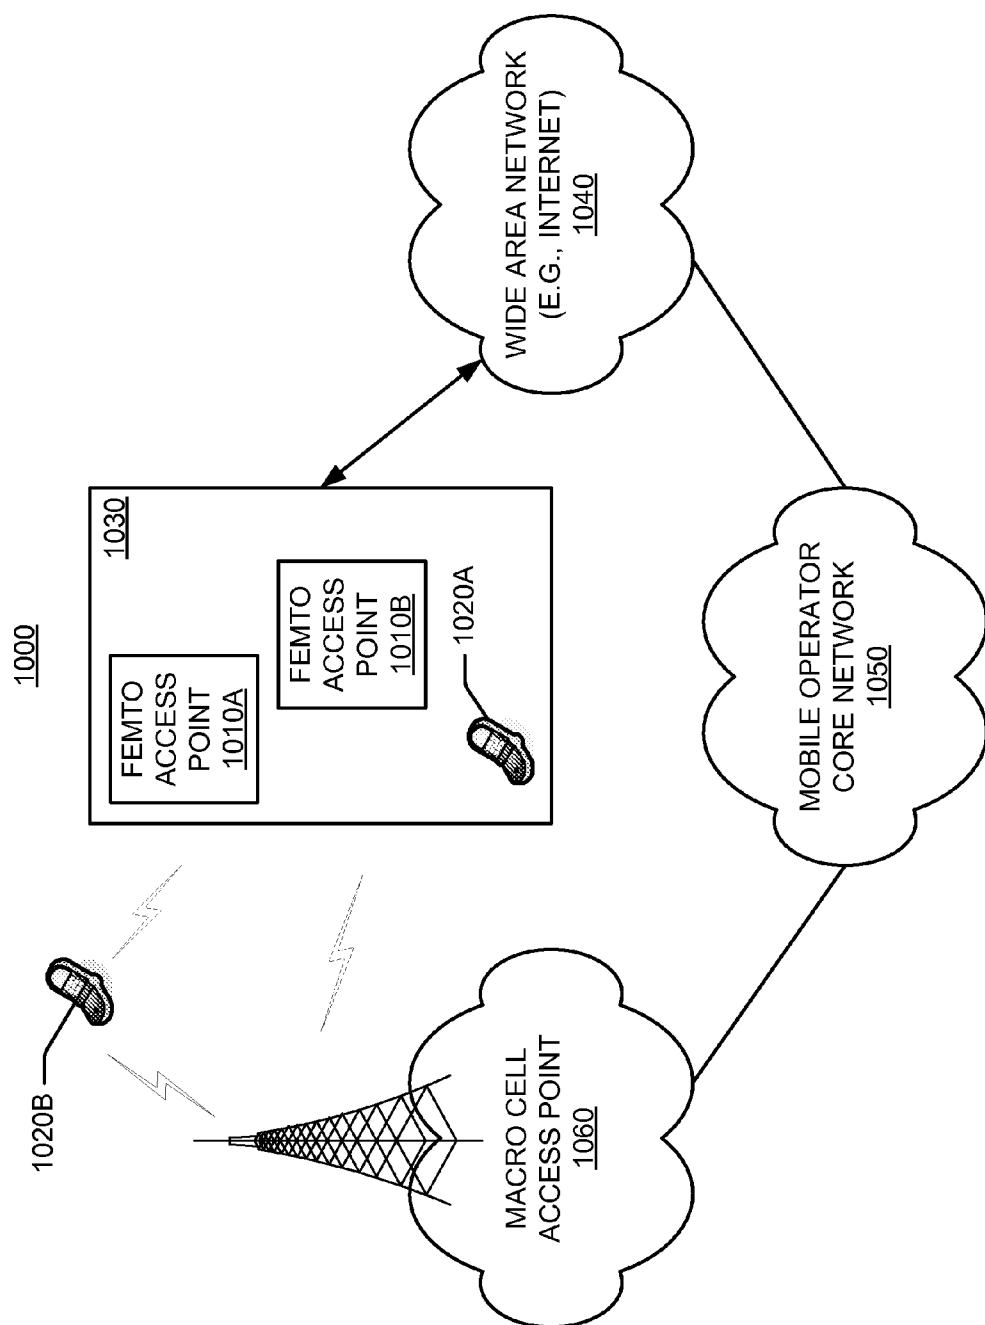 1000
1020B
1030
FEMTO
ACCESS
POINT
1010A
FEMTO
ACCESS
POINT
1010B
1020A
MACRO CELL
ACCESS POINT
1060
WIDE AREA NETWORK
(E.G., INTERNET)
1040
MOBILE OPERATOR
CORE NETWORK
1050